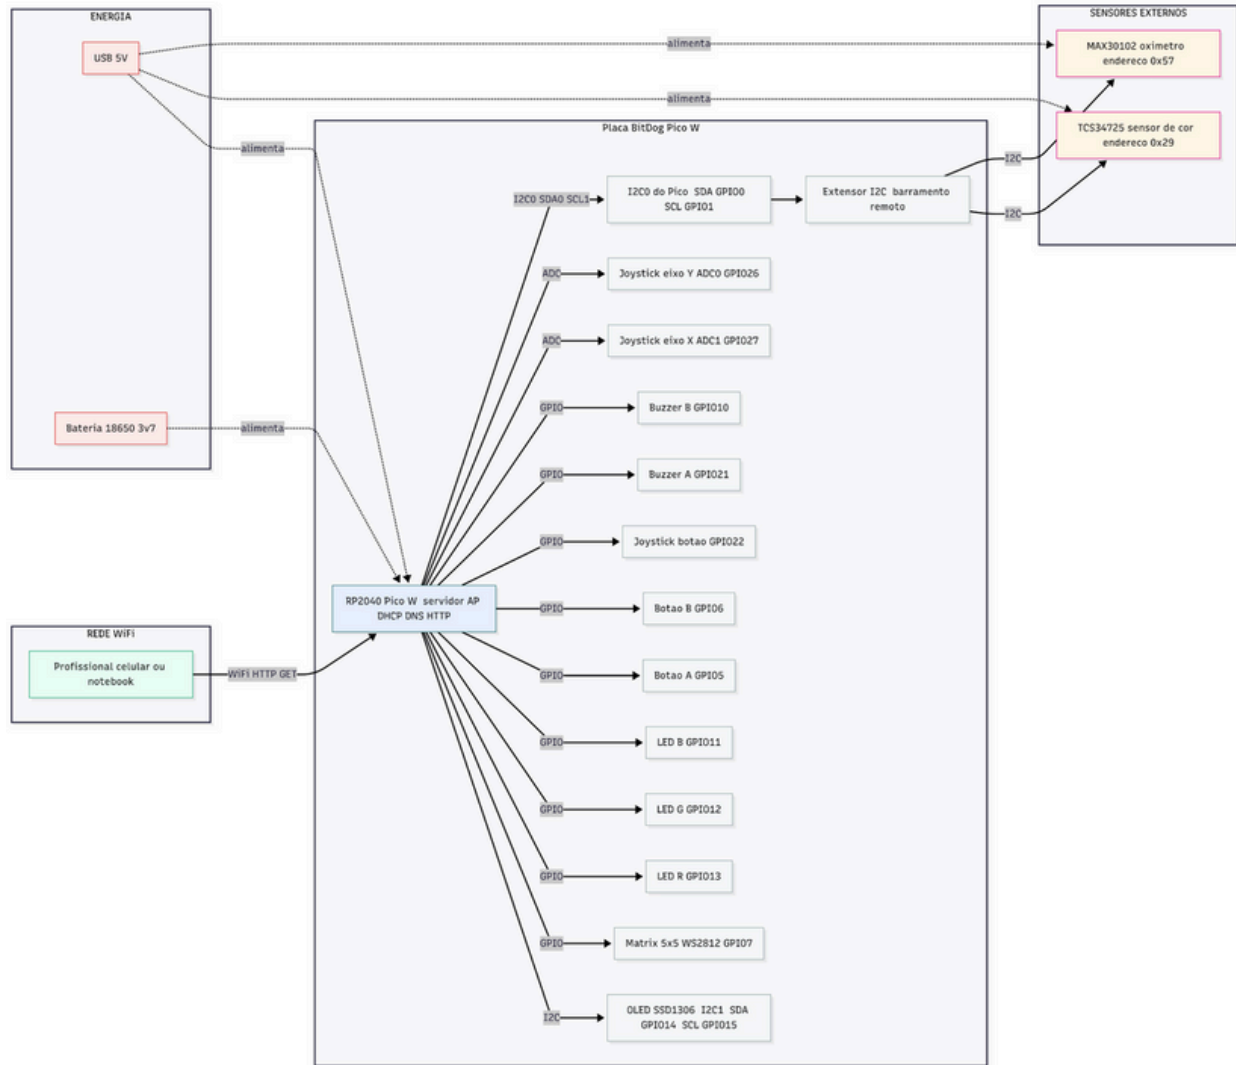 ENERGIA
USB 5V
Bateria 18650 3v7
alimenta
alimenta
alimenta
alimenta
SENSORES EXTERNOS
MAX30102 oximetro
endereco 0x57
TCS34725 sensor de cor
endereco 0x29
I2C
I2C
Placa BitDog Pico W
I2C0 SDA0 SCL1
I2C0 do Pico SDA GPIO0
SCL GPIO1
Extensor I2C barramento
remoto
ADC
Joystick eixo Y ADC0 GPIO26
ADC
Joystick eixo X ADC1 GPIO27
GPIO
Buzzer B GPIO10
GPIO
Buzzer A GPIO21
GPIO
Joystick botao GPIO22
RP2040 Pico W servidor AP
DHCP DNS HTTP
GPIO
Botao B GPIO6
GPIO
Botao A GPIO5
GPIO
LED B GPIO11
GPIO
LED G GPIO12
GPIO
LED R GPIO13
GPIO
Matrix 5x5 WS2812 GPIO7
I2C
OLED SSD1306 I2C1 SDA
GPIO14 SCL GPIO15
REDE WiFi
Profissional celular ou
notebook
WiFi HTTP GET